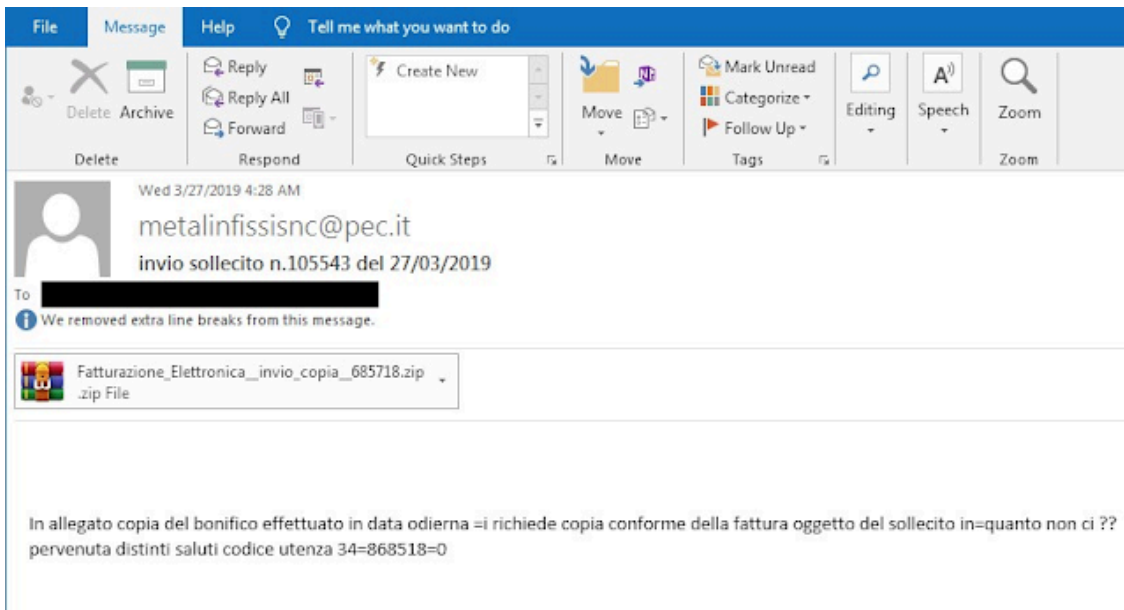 File Message Help Tell me what you want to do
Delete Archive
Reply
Reply All
Forward
Create New
Move
Mark Unread
Categorize
Follow Up
Editing
Speech
Zoom
Delete Respond Quick Steps Move Tags Zoom
Wed 3/27/2019 4:28 AM
metalinfissisnc@pec.it
invio sollecito n.105543 del 27/03/2019
To
We removed extra line breaks from this message.
Fatturazione_Elettronica__invio_copia__685718.zip
.zip File
In allegato copia del bonifico effettuato in data odierna =i richiede copia conforme della fattura oggetto del sollecito in=quanto non ci ??
pervenuta distinti saluti codice utenza 34=868518=0